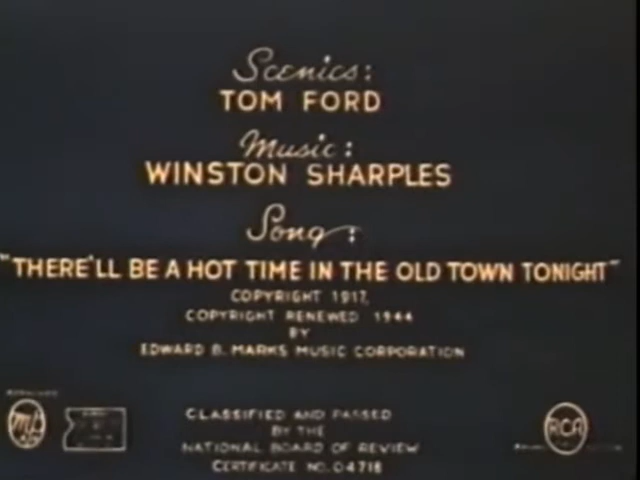 Scenics:
TOM FORD
Music:
WINSTON SHARPLES
Song:
"THERE'LL BE A HOT TIME IN THE OLD TOWN TONIGHT"
COPYRIGHT 1917,
COPYRIGHT RENEWED 1944
BY
EDWARD B. MARKS MUSIC CORPORATION
CLASSIFIED AND PASSED
BY THE
NATIONAL BOARD OF REVIEW
CERTIFICATE NO. 04718
RCA